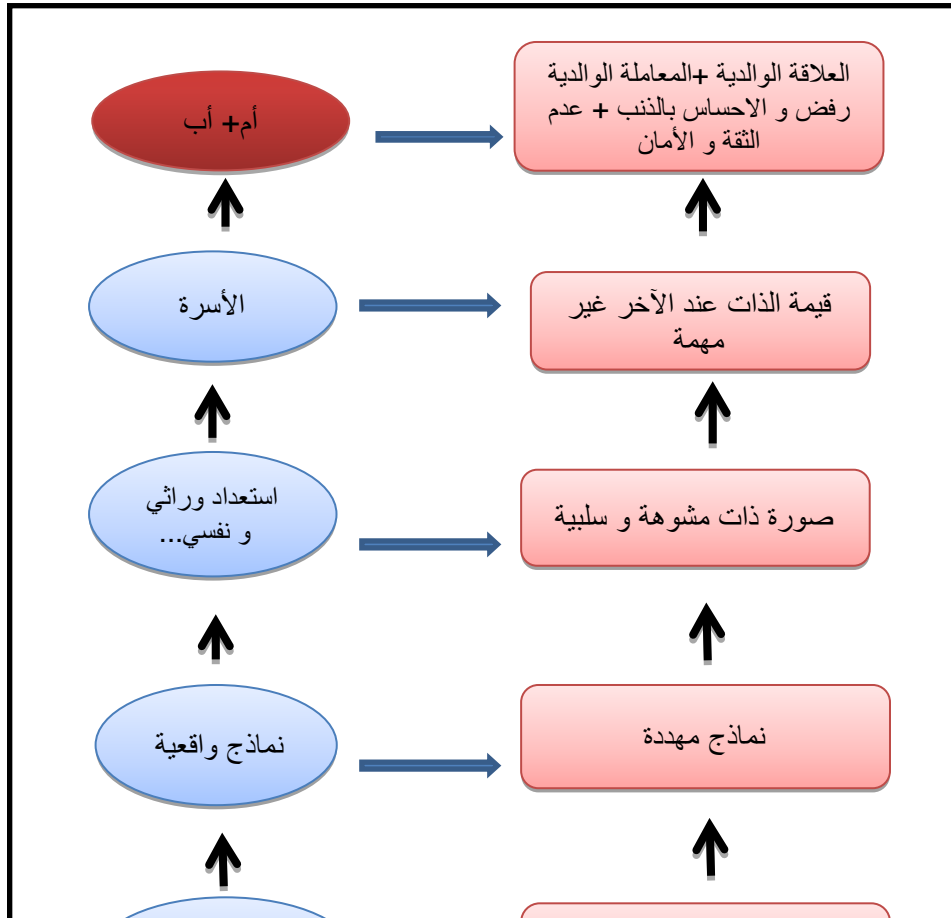 العلاقة الوالدية +المعاملة الوالدية
رفض و الاحساس بالذنب + عدم
الثقة و الأمان
أم+ أب
قيمة الذات عند الآخر غير
مهمة
الأسرة
صورة ذات مشوهة و سلبية
استعداد وراثي
و نفسي...
نماذج مهددة
نماذج واقعية